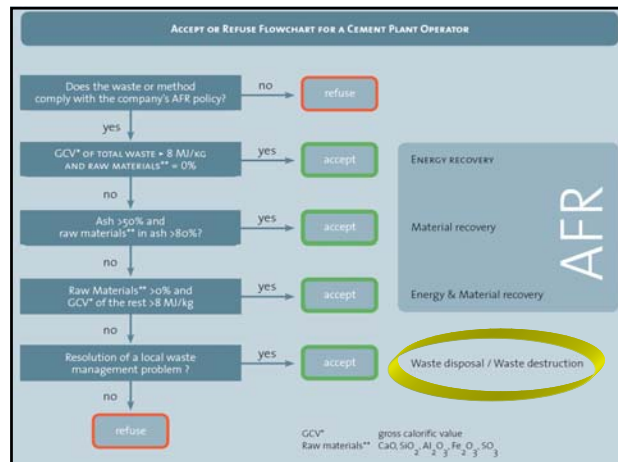 ACCEPT OR REFUSE FLOWCHART FOR A CEMENT PLANT OPERATOR
Does the waste or method
comply with the company's AFR policy?
no
refuse
yes
GCV* OF TOTAL WASTE > 8 MJ/KG
AND RAW MATERIALS** = 0%
yes
accept
ENERGY RECOVERY
no
Ash >50% and
raw materials** in ash >80%?
yes
accept
Material recovery
no
Raw Materials** >0% and
GCV* of the rest >8 MJ/kg
yes
accept
Energy & Material recovery
AFR
no
Resolution of a local waste
management problem ?
yes
accept
Waste disposal / Waste destruction
no
refuse
GCV* gross calorific value
Raw materials** CaO, SiO2, Al2O3, Fe2O3, SO3